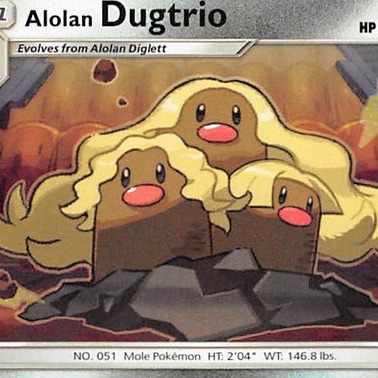 Alolan Dugtrio HP
Evolves from Alolan Diglett
NO. 051 Mole Pokémon HT: 2'04" WT: 146.8 lbs.